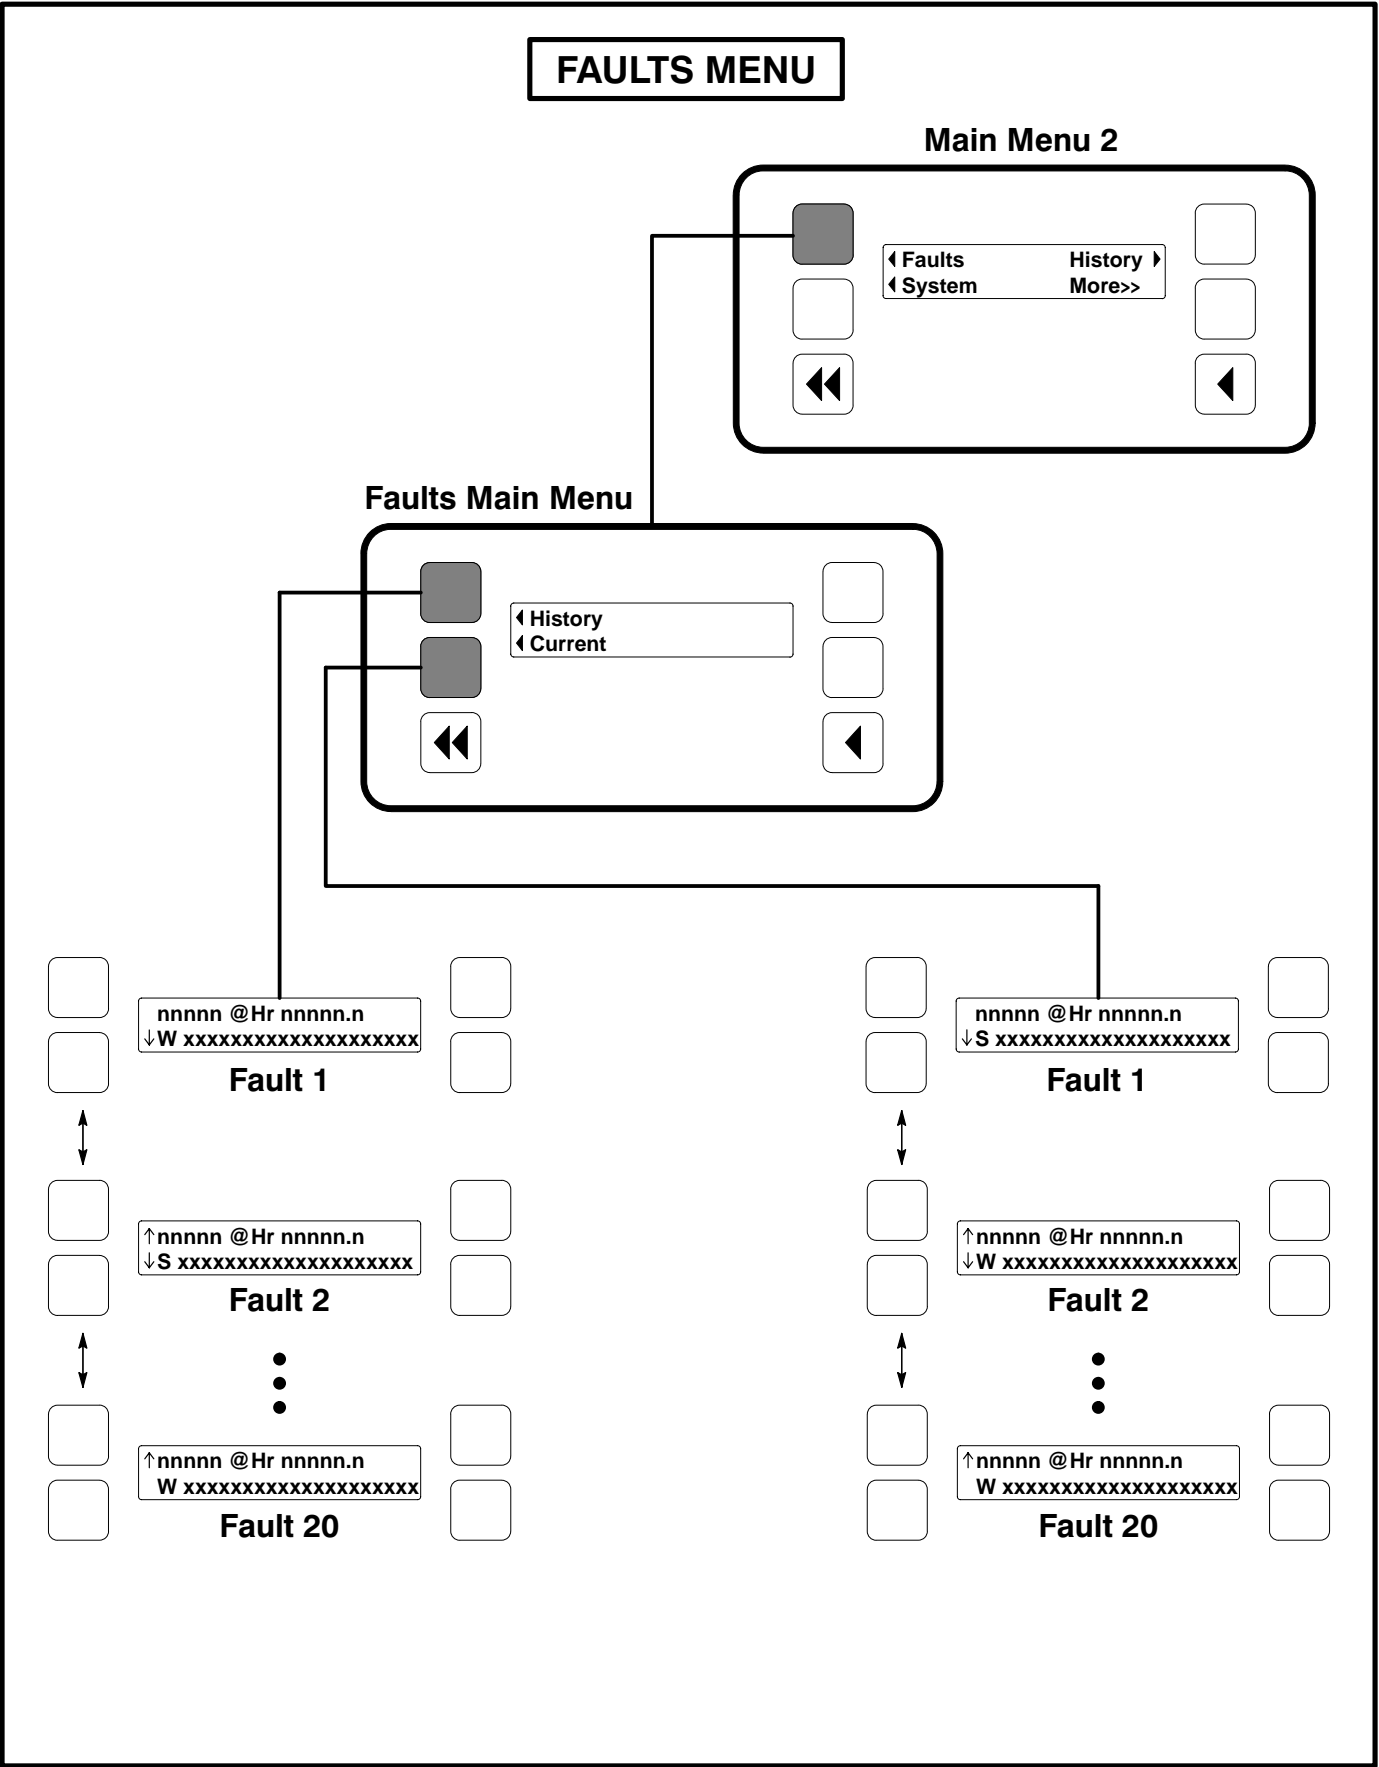 FAULTS MENU
Main Menu 2
Faults History
System More>>
Faults Main Menu
History
Current
nnnnn @Hr nnnnn.n
↓W xxxxxxxxxxxxxxxxxxxx
Fault 1
↑nnnnn @Hr nnnnn.n
↓S xxxxxxxxxxxxxxxxxxxx
Fault 2
↑nnnnn @Hr nnnnn.n
W xxxxxxxxxxxxxxxxxxxx
Fault 20
nnnnn @Hr nnnnn.n
↓S xxxxxxxxxxxxxxxxxxxx
Fault 1
↑nnnnn @Hr nnnnn.n
↓W xxxxxxxxxxxxxxxxxxxx
Fault 2
↑nnnnn @Hr nnnnn.n
W xxxxxxxxxxxxxxxxxxxx
Fault 20